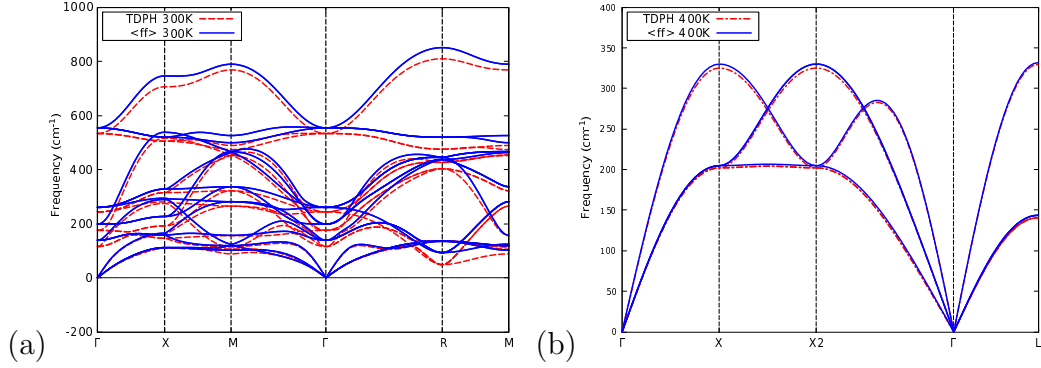 1000
800
600
400
200
0
-200
Frequency (cm⁻¹)
TDPH 300K
<ff> 300K
Γ X M Γ R M
(a)
400
350
300
250
200
150
100
50
0
Frequency (cm⁻¹)
TDPH 400K
<ff> 400K
Γ X X2 Γ L
(b)